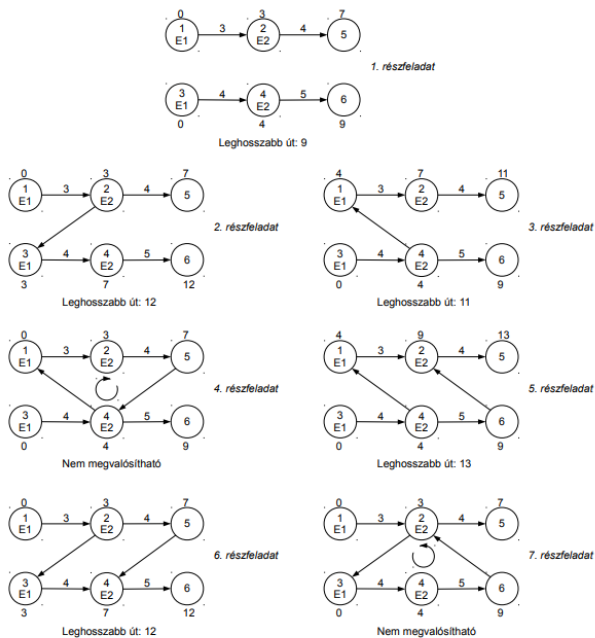 0 3 7
1 E1 3 2 E2 4 5
1. részfeladat
3 E1 4 4 E2 5 6
0 4 9
Leghosszabb út: 9
0 3 7
1 E1 3 2 E2 4 5
2. részfeladat
3 E1 4 4 E2 5 6
3 7 12
Leghosszabb út: 12
4 7 11
1 E1 3 2 E2 4 5
3. részfeladat
3 E1 4 4 E2 5 6
0 4 9
Leghosszabb út: 11
0 3 7
1 E1 3 2 E2 4 5
4. részfeladat
3 E1 4 4 E2 5 6
0 4 9
Nem megvalósítható
4 9 13
1 E1 3 2 E2 4 5
5. részfeladat
3 E1 4 4 E2 5 6
0 4 9
Leghosszabb út: 13
0 3 7
1 E1 3 2 E2 4 5
6. részfeladat
3 E1 4 4 E2 5 6
3 7 12
Leghosszabb út: 12
0 3 7
1 E1 3 2 E2 4 5
7. részfeladat
3 E1 4 4 E2 5 6
0 4 9
Nem megvalósítható